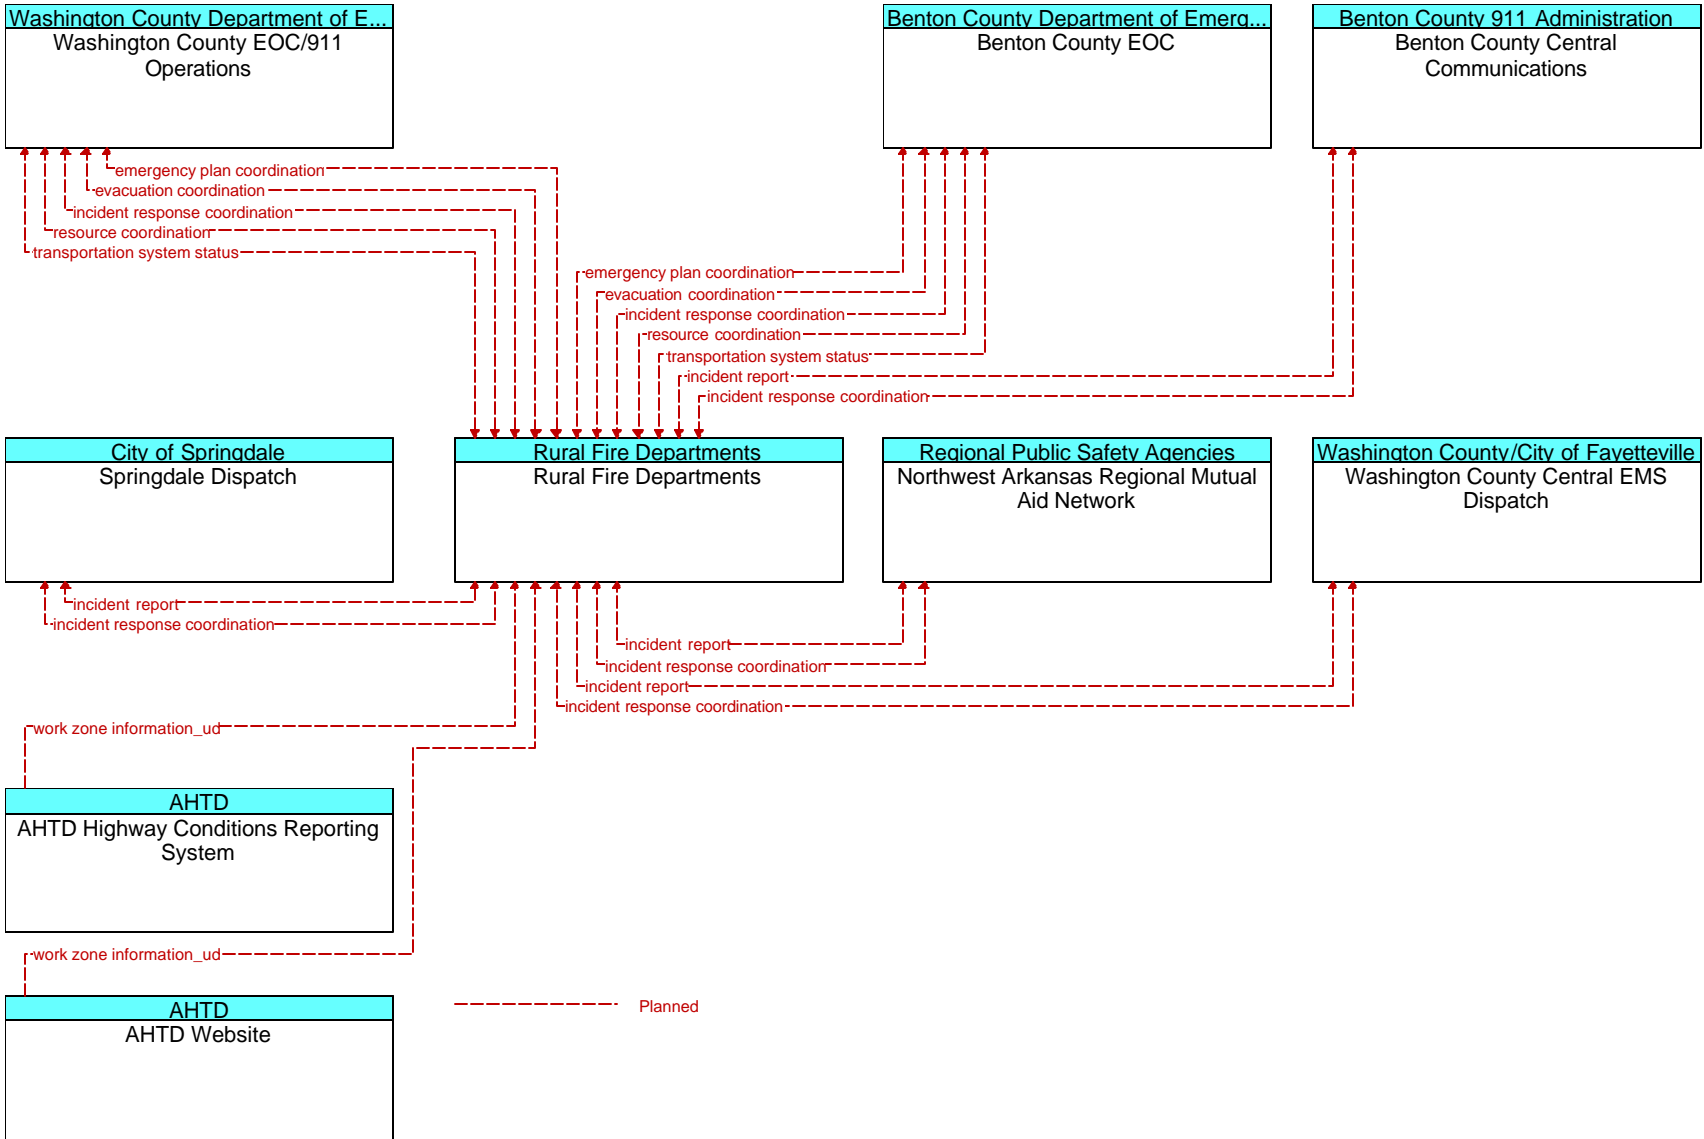 Washington County Department of E...
Washington County EOC/911
Operations
Benton County Department of Emerg...
Benton County EOC
Benton County 911 Administration
Benton County Central
Communications
emergency plan coordination
evacuation coordination
incident response coordination
resource coordination
transportation system status
emergency plan coordination
evacuation coordination
incident response coordination
resource coordination
transportation system status
incident report
incident response coordination
City of Springdale
Springdale Dispatch
Rural Fire Departments
Rural Fire Departments
Regional Public Safety Agencies
Northwest Arkansas Regional Mutual
Aid Network
Washington County/City of Fayetteville
Washington County Central EMS
Dispatch
incident report
incident response coordination
incident report
incident response coordination
incident report
incident response coordination
work zone information_ud
AHTD
AHTD Highway Conditions Reporting
System
work zone information_ud
AHTD
AHTD Website
Planned